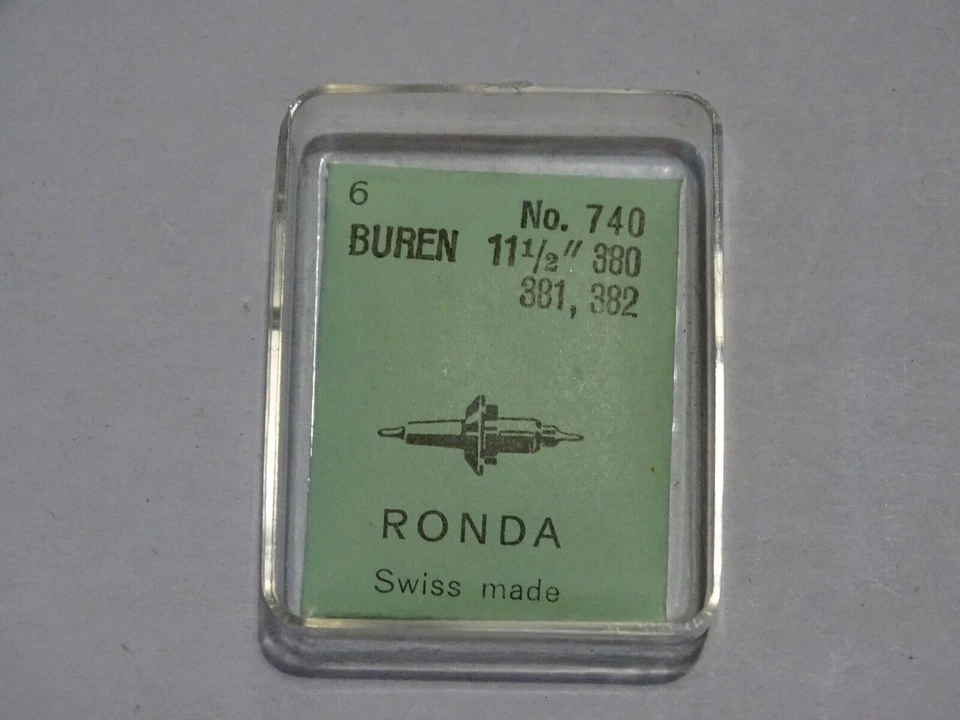 6
No. 740
BUREN 11 1/2''' 380
381, 382
RONDA
Swiss made